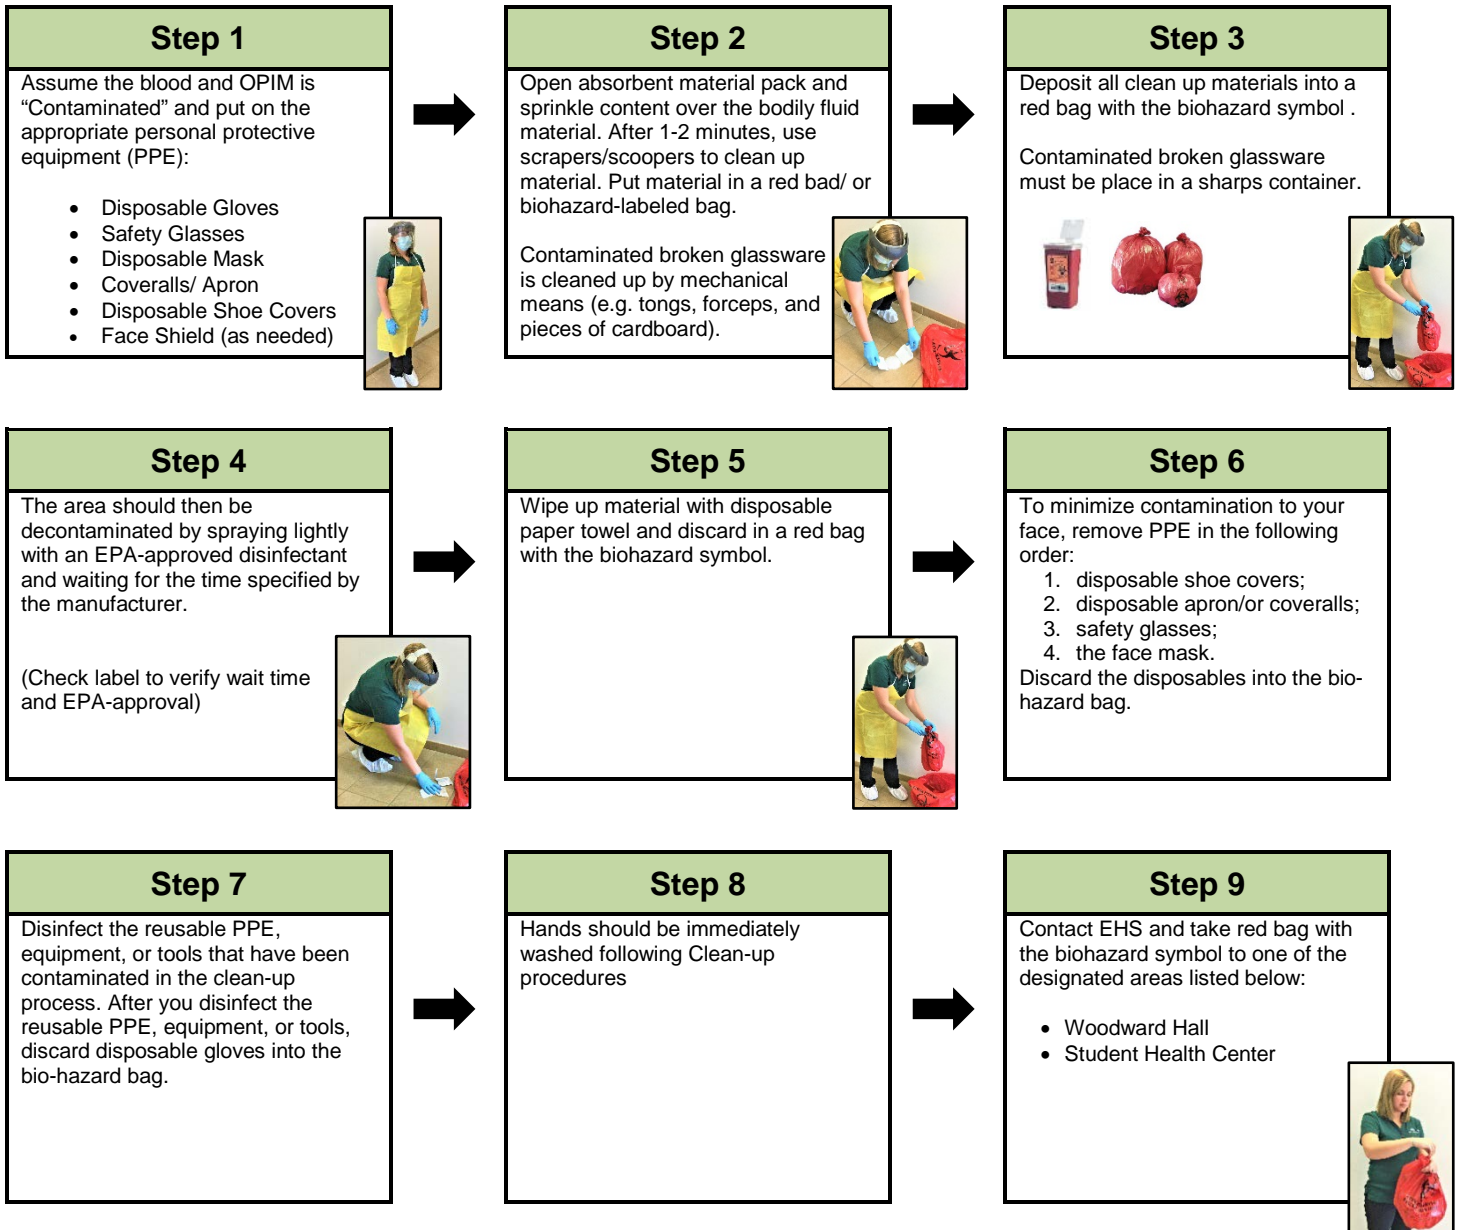 Step 1
Assume the blood and OPIM is
“Contaminated” and put on the
appropriate personal protective
equipment (PPE):
• Disposable Gloves
• Safety Glasses
• Disposable Mask
• Coveralls/ Apron
• Disposable Shoe Covers
• Face Shield (as needed)
Step 2
Open absorbent material pack and
sprinkle content over the bodily fluid
material. After 1-2 minutes, use
scrapers/scoopers to clean up
material. Put material in a red bad/ or
biohazard-labeled bag.
Contaminated broken glassware
is cleaned up by mechanical
means (e.g. tongs, forceps, and
pieces of cardboard).
Step 3
Deposit all clean up materials into a
red bag with the biohazard symbol .
Contaminated broken glassware
must be place in a sharps container.
Step 4
The area should then be
decontaminated by spraying lightly
with an EPA-approved disinfectant
and waiting for the time specified by
the manufacturer.
(Check label to verify wait time
and EPA-approval)
Step 5
Wipe up material with disposable
paper towel and discard in a red bag
with the biohazard symbol.
Step 6
To minimize contamination to your
face, remove PPE in the following
order:
1. disposable shoe covers;
2. disposable apron/or coveralls;
3. safety glasses;
4. the face mask.
Discard the disposables into the bio-
hazard bag.
Step 7
Disinfect the reusable PPE,
equipment, or tools that have been
contaminated in the clean-up
process. After you disinfect the
reusable PPE, equipment, or tools,
discard disposable gloves into the
bio-hazard bag.
Step 8
Hands should be immediately
washed following Clean-up
procedures
Step 9
Contact EHS and take red bag with
the biohazard symbol to one of the
designated areas listed below:
• Woodward Hall
• Student Health Center